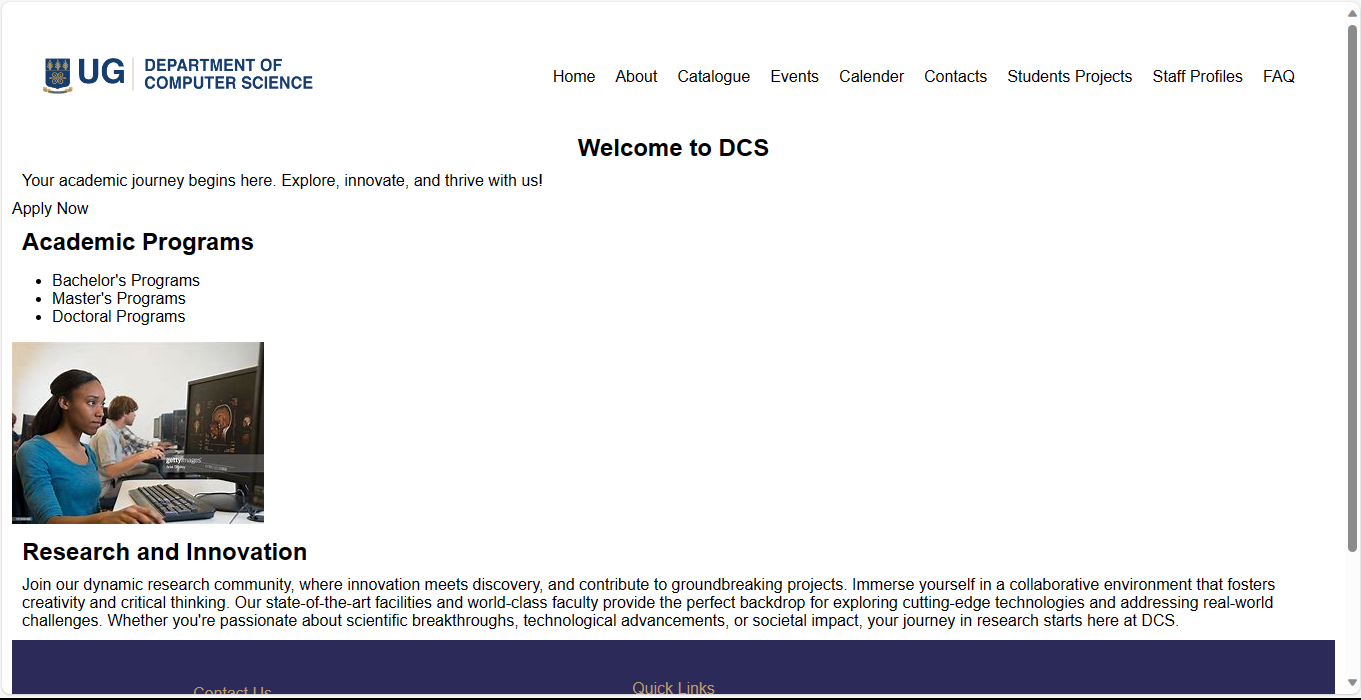 UG DEPARTMENT OF
COMPUTER SCIENCE
Home About Catalogue Events Calender Contacts Students Projects Staff Profiles FAQ
Welcome to DCS
Your academic journey begins here. Explore, innovate, and thrive with us!
Apply Now
Academic Programs
Bachelor's Programs
Master's Programs
Doctoral Programs
gettyimages
Research and Innovation
Join our dynamic research community, where innovation meets discovery, and contribute to groundbreaking projects. Immerse yourself in a collaborative environment that fosters
creativity and critical thinking. Our state-of-the-art facilities and world-class faculty provide the perfect backdrop for exploring cutting-edge technologies and addressing real-world
challenges. Whether you're passionate about scientific breakthroughs, technological advancements, or societal impact, your journey in research starts here at DCS.
Contact Us
Quick Links